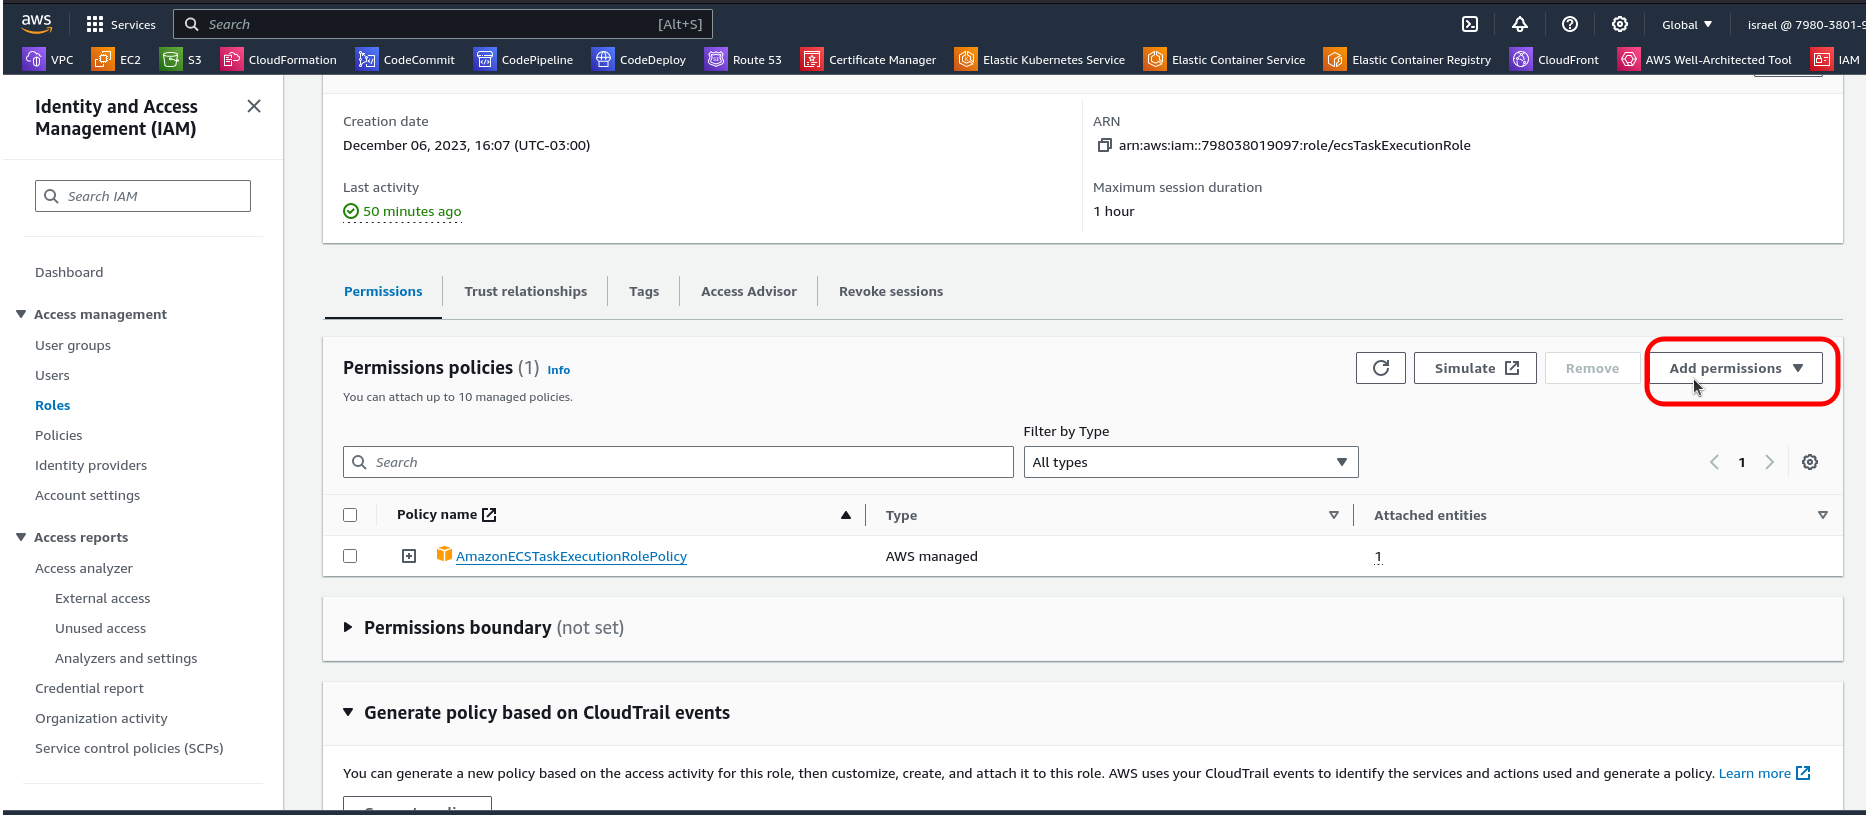 aws
Services
Search
[Alt+S]
Global
israel @ 7980-3801-9
VPC
EC2
S3
CloudFormation
CodeCommit
CodePipeline
CodeDeploy
Route 53
Certificate Manager
Elastic Kubernetes Service
Elastic Container Service
Elastic Container Registry
CloudFront
AWS Well-Architected Tool
IAM
Identity and Access
Management (IAM)
Search IAM
Dashboard
Access management
User groups
Users
Roles
Policies
Identity providers
Account settings
Access reports
Access analyzer
External access
Unused access
Analyzers and settings
Credential report
Organization activity
Service control policies (SCPs)
Creation date
December 06, 2023, 16:07 (UTC-03:00)
ARN
arn:aws:iam::798038019097:role/ecsTaskExecutionRole
Last activity
50 minutes ago
Maximum session duration
1 hour
Permissions
Trust relationships
Tags
Access Advisor
Revoke sessions
Permissions policies (1) Info
You can attach up to 10 managed policies.
Simulate
Remove
Add permissions
Filter by Type
Search
All types
1
Policy name
Type
Attached entities
AmazonECSTaskExecutionRolePolicy
AWS managed
1
Permissions boundary (not set)
Generate policy based on CloudTrail events
You can generate a new policy based on the access activity for this role, then customize, create, and attach it to this role. AWS uses your CloudTrail events to identify the services and actions used and generate a policy. Learn more